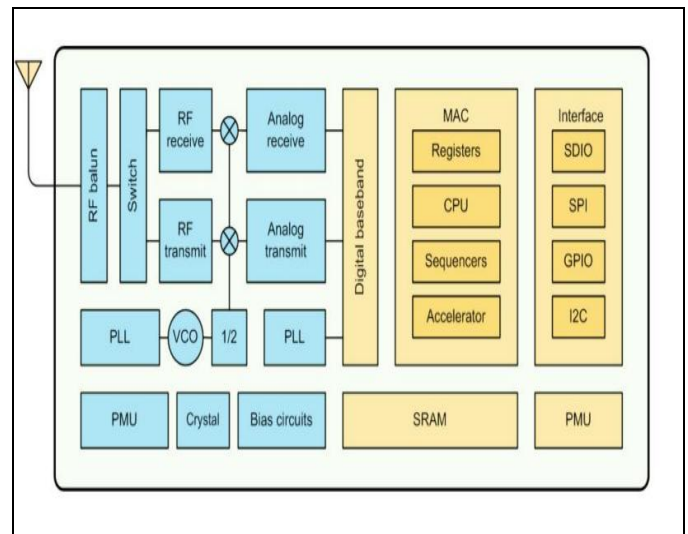 RF balun
Switch
RF
receive
Analog
receive
RF
transmit
Analog
transmit
Digital baseband
MAC
Registers
CPU
Sequencers
Accelerator
Interface
SDIO
SPI
GPIO
I2C
PLL
VCO
1/2
PLL
PMU
Crystal
Bias circuits
SRAM
PMU